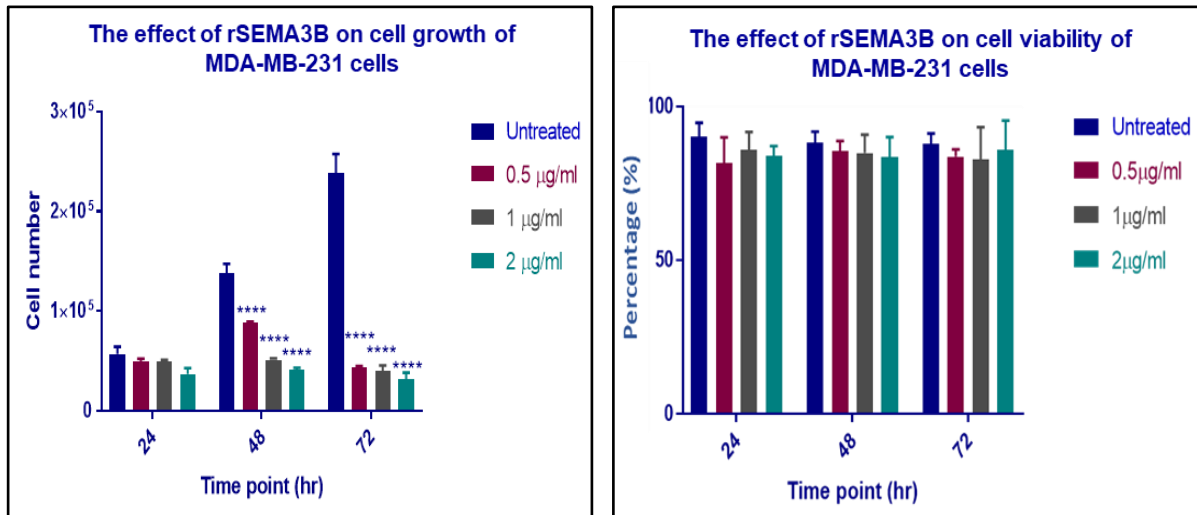 The effect of rSEMA3B on cell growth of
MDA-MB-231 cells
Cell number
3×10⁵
2×10⁵
1×10⁵
0
Untreated
0.5 µg/ml
1 µg/ml
2 µg/ml
****
****
****
****
****
****
24
48
72
Time point (hr)
The effect of rSEMA3B on cell viability of
MDA-MB-231 cells
Percentage (%)
100
50
0
Untreated
0.5µg/ml
1µg/ml
2µg/ml
24
48
72
Time point (hr)